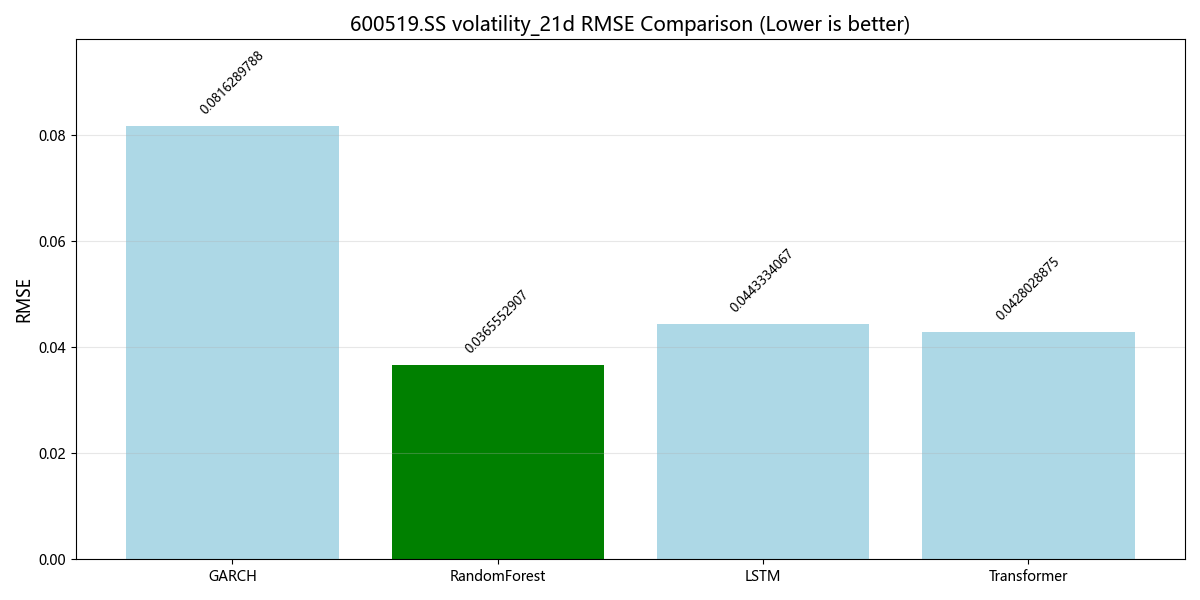 600519.SS volatility_21d RMSE Comparison (Lower is better)
RMSE
0.08
0.06
0.04
0.02
0.00
0.0816289788
0.0365552907
0.0443334067
0.0428028875
GARCH
RandomForest
LSTM
Transformer